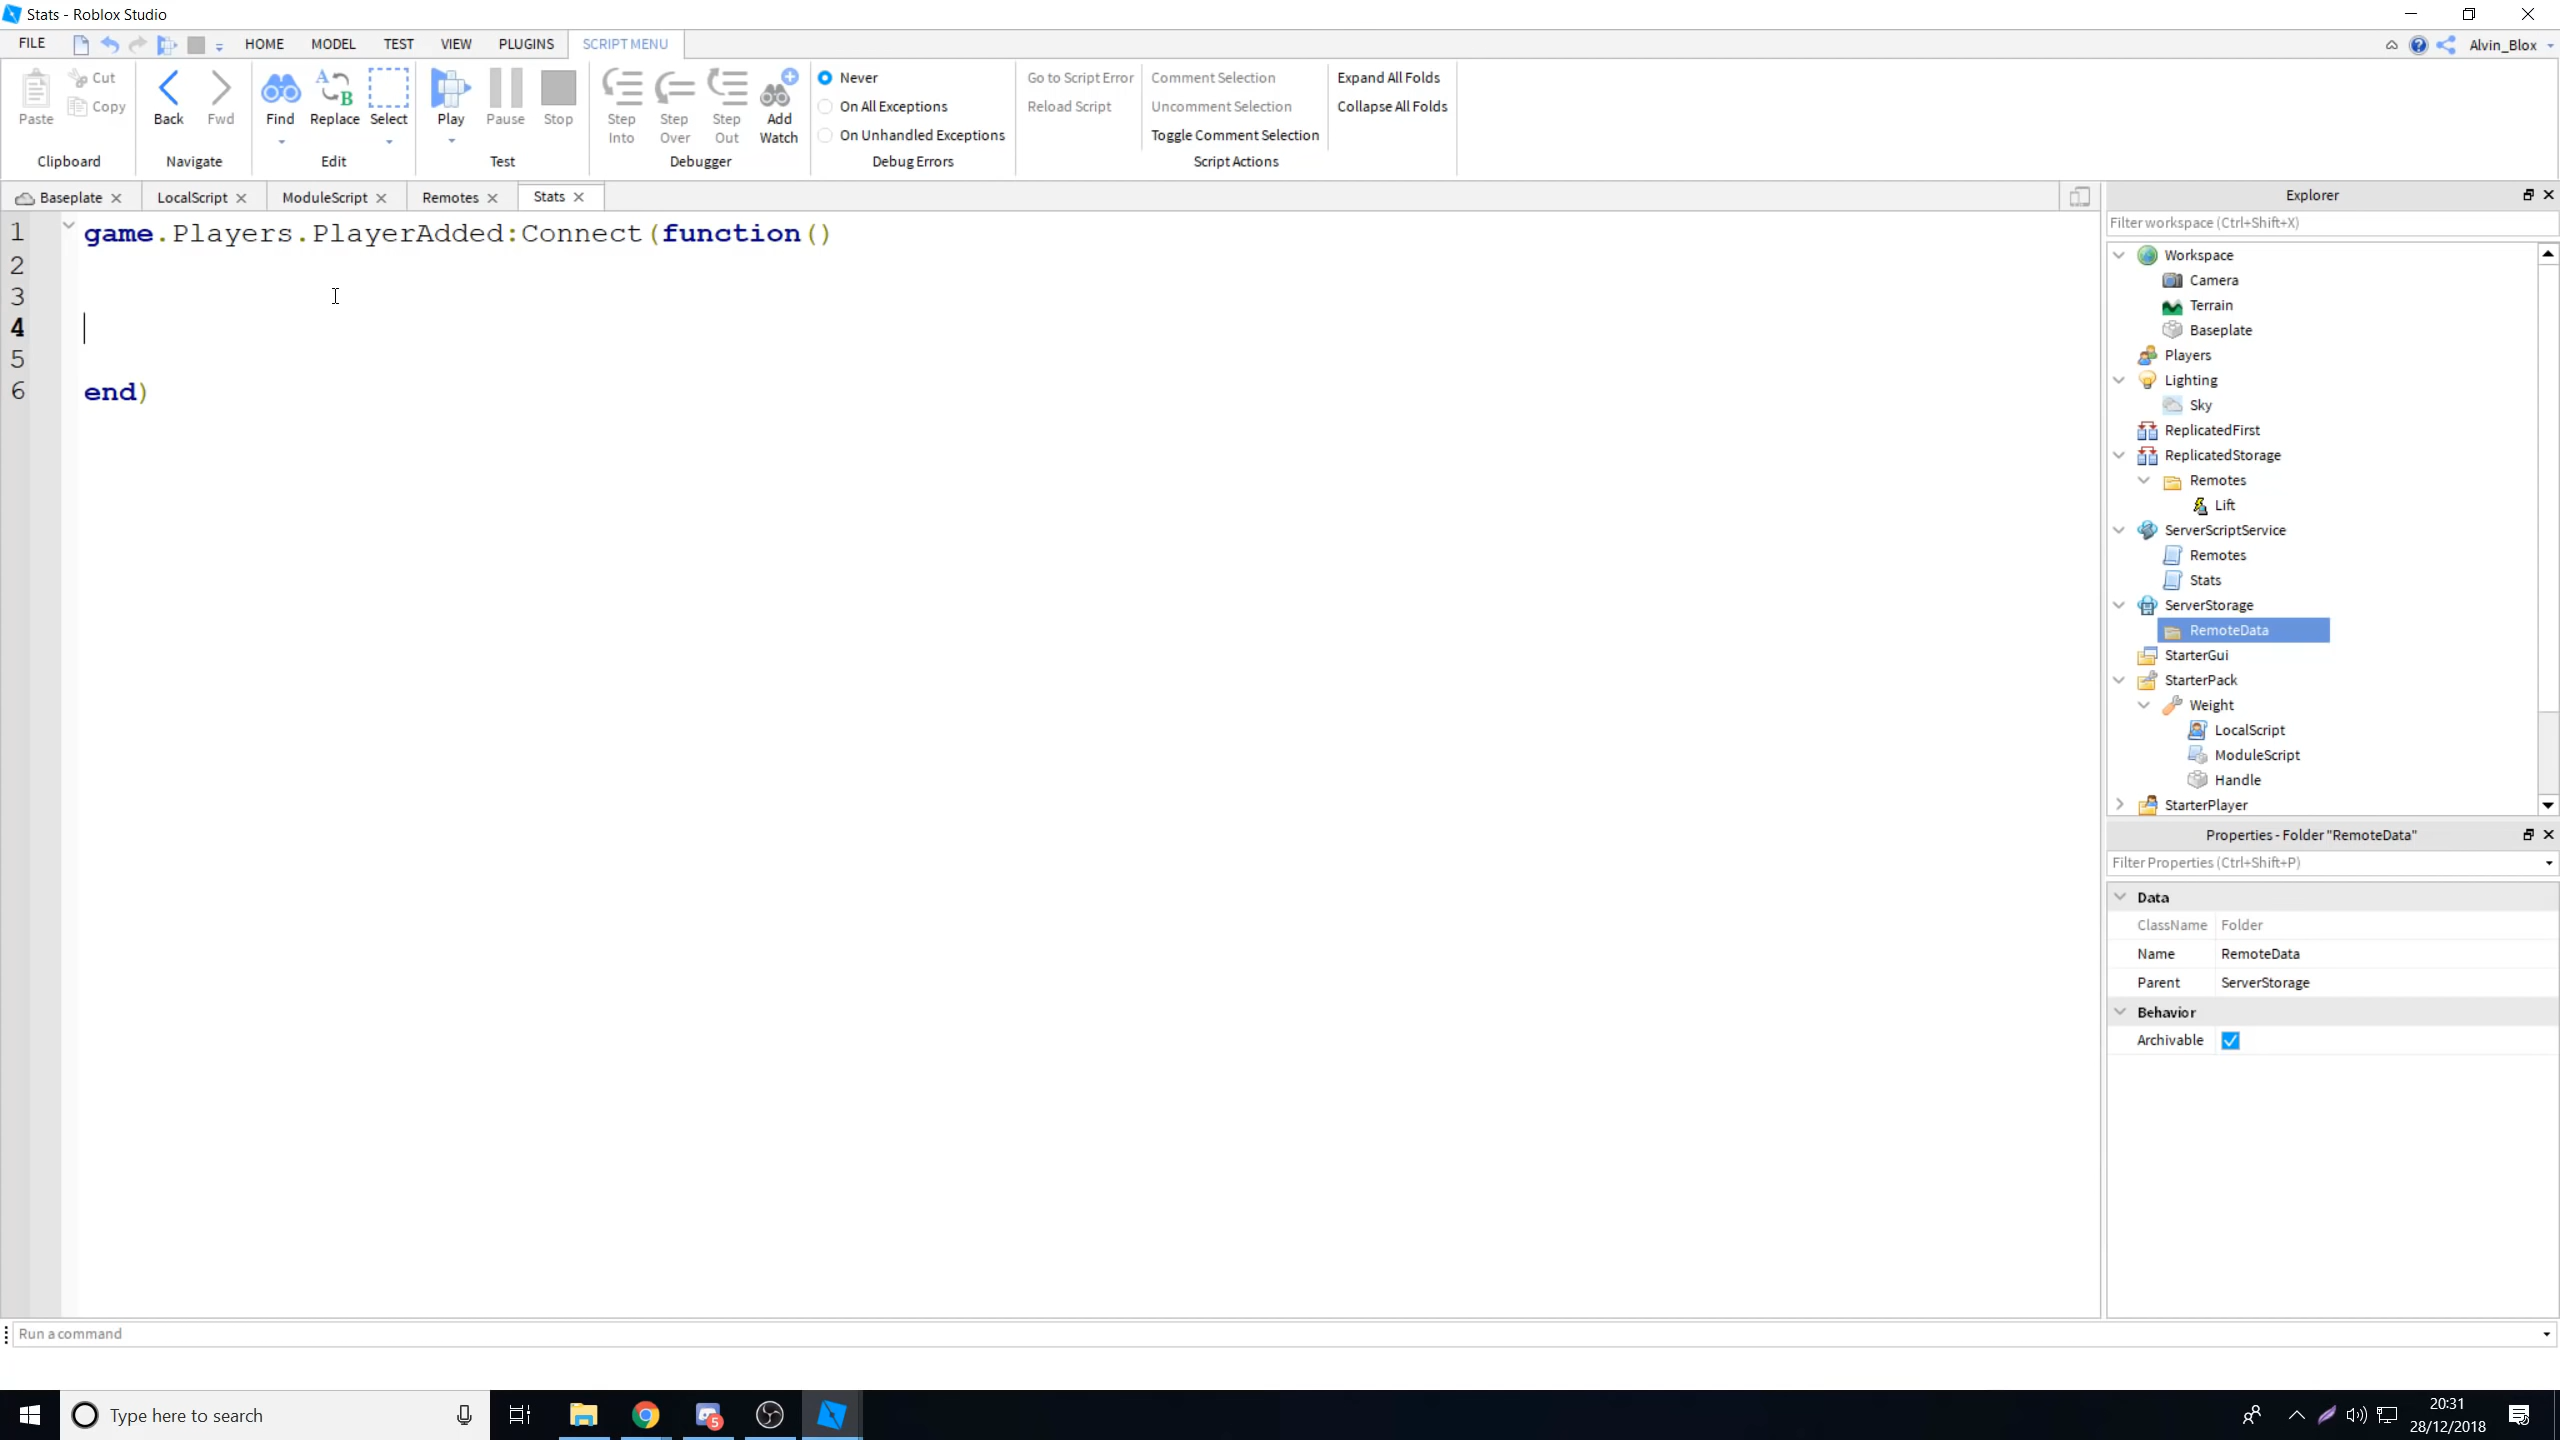 Stats - Roblox Studio
FILE HOME MODEL TEST VIEW PLUGINS SCRIPT MENU Alvin_Blox
Paste Cut Copy Back Fwd Find Replace Select Play Pause Stop Step Into Step Over Step Out Add Watch
Never
On All Exceptions
On Unhandled Exceptions
Go to Script Error
Reload Script
Comment Selection
Uncomment Selection
Toggle Comment Selection
Expand All Folds
Collapse All Folds
Clipboard Navigate Edit Test Debugger Debug Errors Script Actions
Baseplate LocalScript ModuleScript Remotes Stats
1 game.Players.PlayerAdded:Connect(function()
2
3
4
5
6 end)
Explorer
Filter workspace (Ctrl+Shift+X)
Workspace
Camera
Terrain
Baseplate
Players
Lighting
Sky
ReplicatedFirst
ReplicatedStorage
Remotes
Lift
ServerScriptService
Remotes
Stats
ServerStorage
RemoteData
StarterGui
StarterPack
Weight
LocalScript
ModuleScript
Handle
StarterPlayer
Properties - Folder "RemoteData"
Filter Properties (Ctrl+Shift+P)
Data
ClassName Folder
Name RemoteData
Parent ServerStorage
Behavior
Archivable
Run a command
Type here to search
5
20:31
28/12/2018